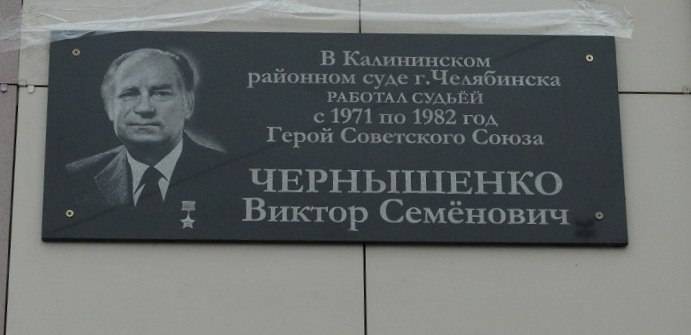 В Калининском
районном суде г.Челябинска
РАБОТАЛ СУДЬЁЙ
с 1971 по 1982 год
Герой Советского Союза
ЧЕРНЫШЕНКО
Виктор Семёнович